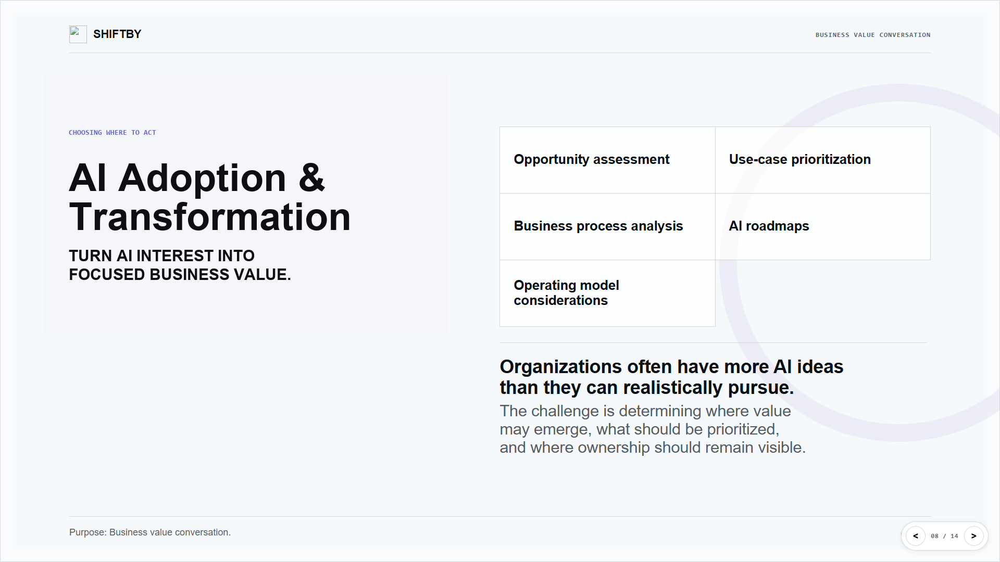 SHIFTBY
BUSINESS VALUE CONVERSATION
CHOOSING WHERE TO ACT
AI Adoption &
Transformation
TURN AI INTEREST INTO
FOCUSED BUSINESS VALUE.
Opportunity assessment
Use-case prioritization
Business process analysis
AI roadmaps
Operating model
considerations
Organizations often have more AI ideas
than they can realistically pursue.
The challenge is determining where value
may emerge, what should be prioritized,
and where ownership should remain visible.
Purpose: Business value conversation.
< 08 / 14 >